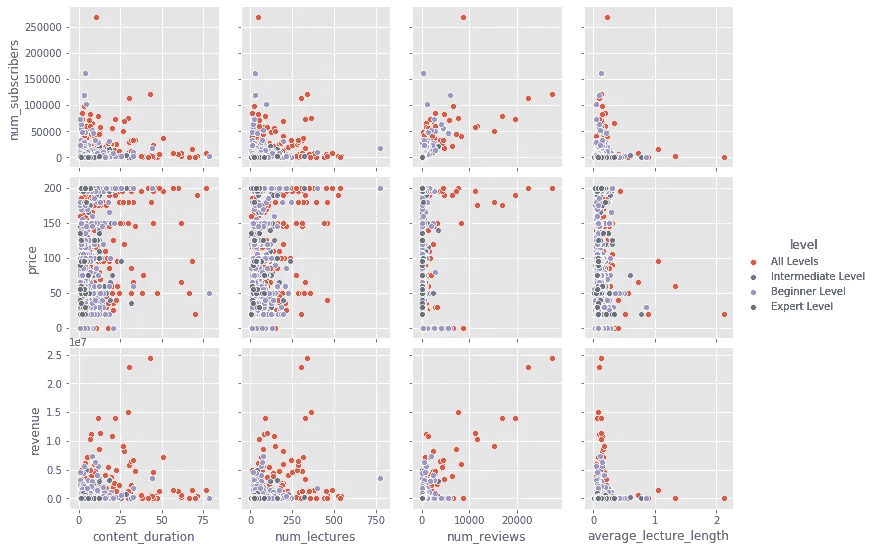 250000
200000
150000
100000
50000
0
num_subscribers
200
150
100
50
0
price
1e7
2.5
2.0
1.5
1.0
0.5
0.0
revenue
0 25 50 75
content_duration
0 250 500 750
num_lectures
0 10000 20000
num_reviews
0 1 2
average_lecture_length
level
All Levels
Intermediate Level
Beginner Level
Expert Level